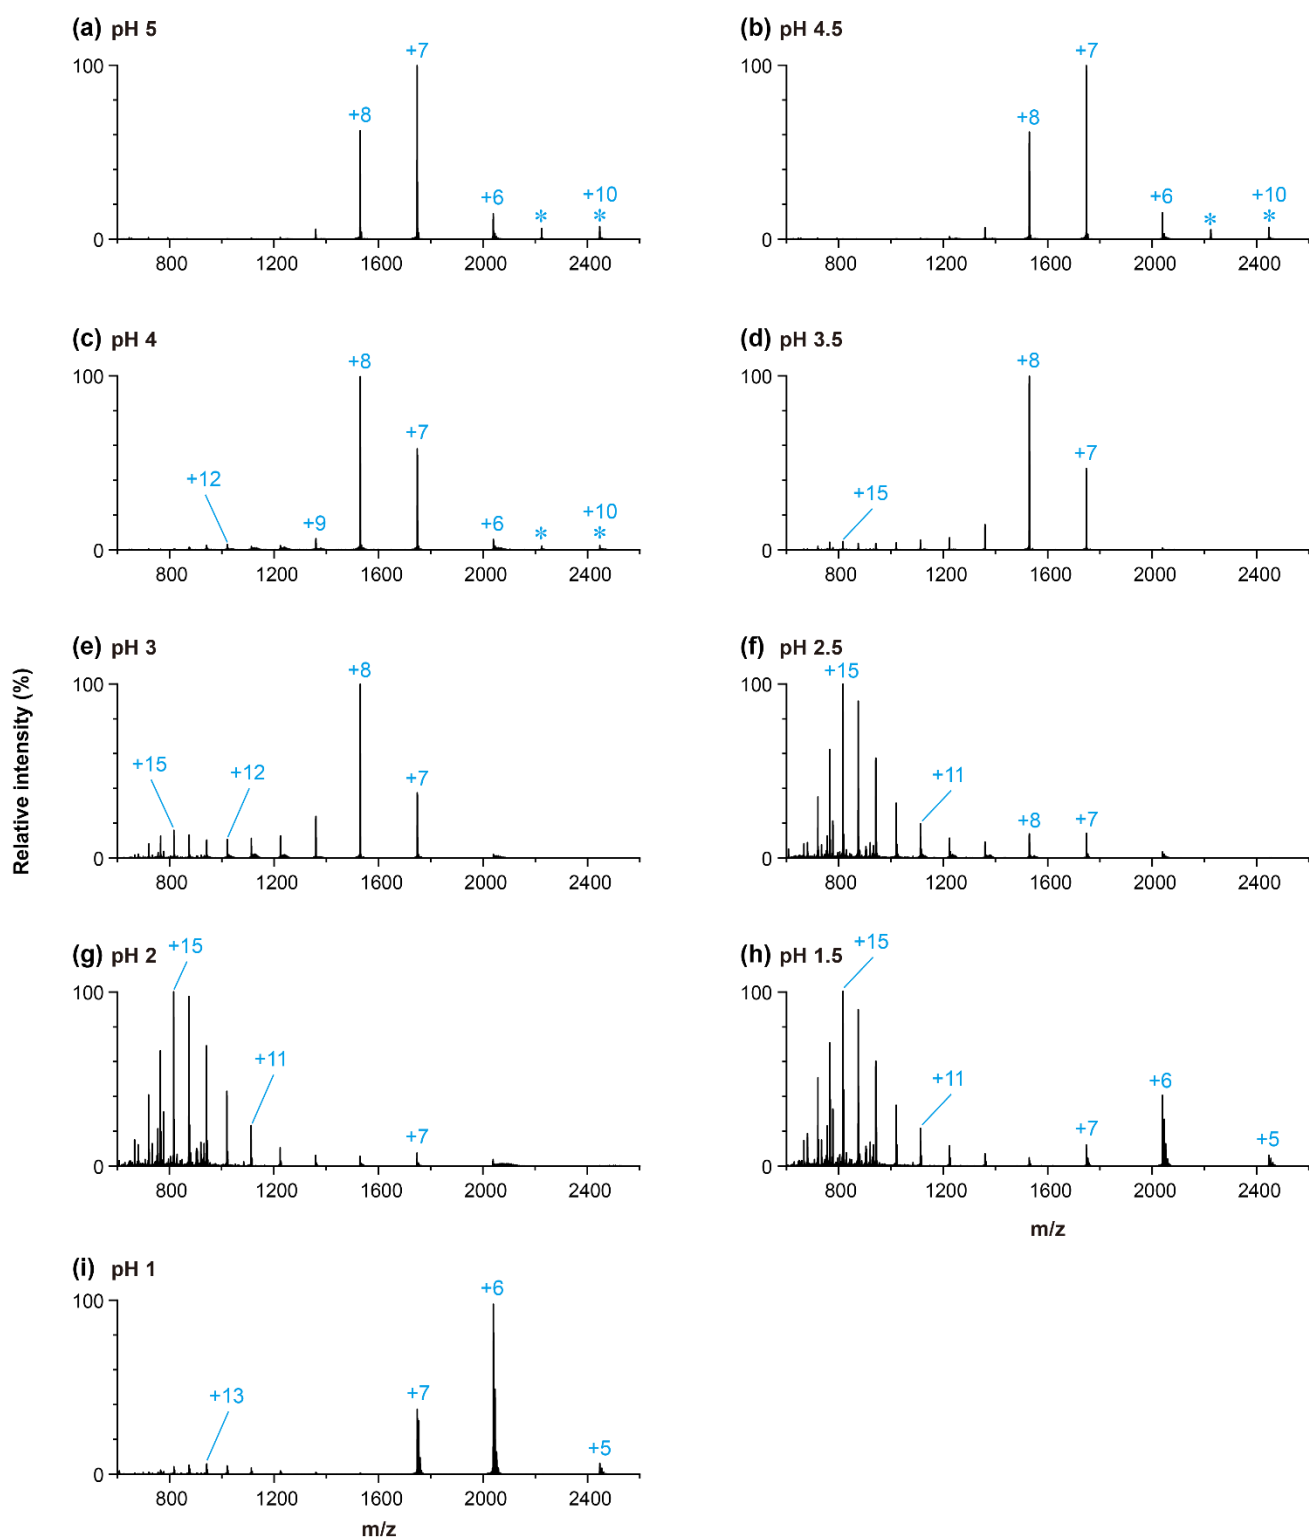 (a) pH 5
+7
+8
+6
*
+10
*
100
0
800 1200 1600 2000 2400
(b) pH 4.5
+7
+8
+6
*
+10
*
100
0
800 1200 1600 2000 2400
(c) pH 4
+8
+7
+12
+9
+6
*
+10
*
100
0
800 1200 1600 2000 2400
(d) pH 3.5
+8
+7
+15
100
0
800 1200 1600 2000 2400
Relative intensity (%)
(e) pH 3
+8
+15
+12
+7
100
0
800 1200 1600 2000 2400
(f) pH 2.5
+15
+11
+8
+7
100
0
800 1200 1600 2000 2400
(g) pH 2
+15
+11
+7
100
0
800 1200 1600 2000 2400
(h) pH 1.5
+15
+11
+7
+6
+5
100
0
800 1200 1600 2000 2400
m/z
(i) pH 1
+6
+7
+13
+5
100
0
800 1200 1600 2000 2400
m/z